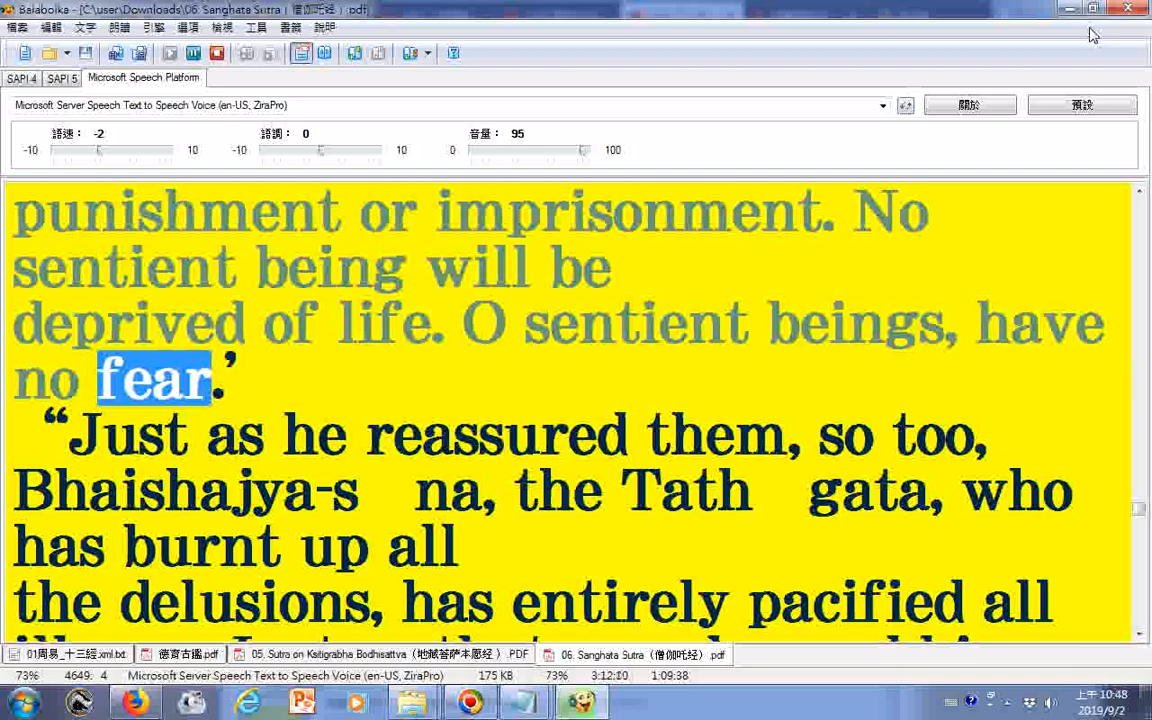 Balabolka - [C:\user\Downloads\06. Sanghata Sutra (僧伽吒经).pdf]
檔案 編輯 文字 朗讀 引擎 選項 檢視 工具 書籤 說明
SAPI 4 SAPI 5 Microsoft Speech Platform
Microsoft Server Speech Text to Speech Voice (en-US, ZiraPro) 關於 預設
語速: -2 語調: 0 音量: 95
-10 10 -10 10 0 100
punishment or imprisonment. No
sentient being will be
deprived of life. O sentient beings, have
no fear.’
“Just as he reassured them, so too,
Bhaishajya-s na, the Tath gata, who
has burnt up all
the delusions, has entirely pacified all
01周易_十三經.xml.txt 德育古鑑.pdf 05. Sutra on Ksitigrabha Bodhisattva (地藏菩萨本愿经) .PDF 06. Sanghata Sutra (僧伽吒经) .pdf
73% 4649: 4 Microsoft Server Speech Text to Speech Voice (en-US, ZiraPro) 175 KB 73% 3:12:10 1:09:38
上午 10:48
2019/9/2